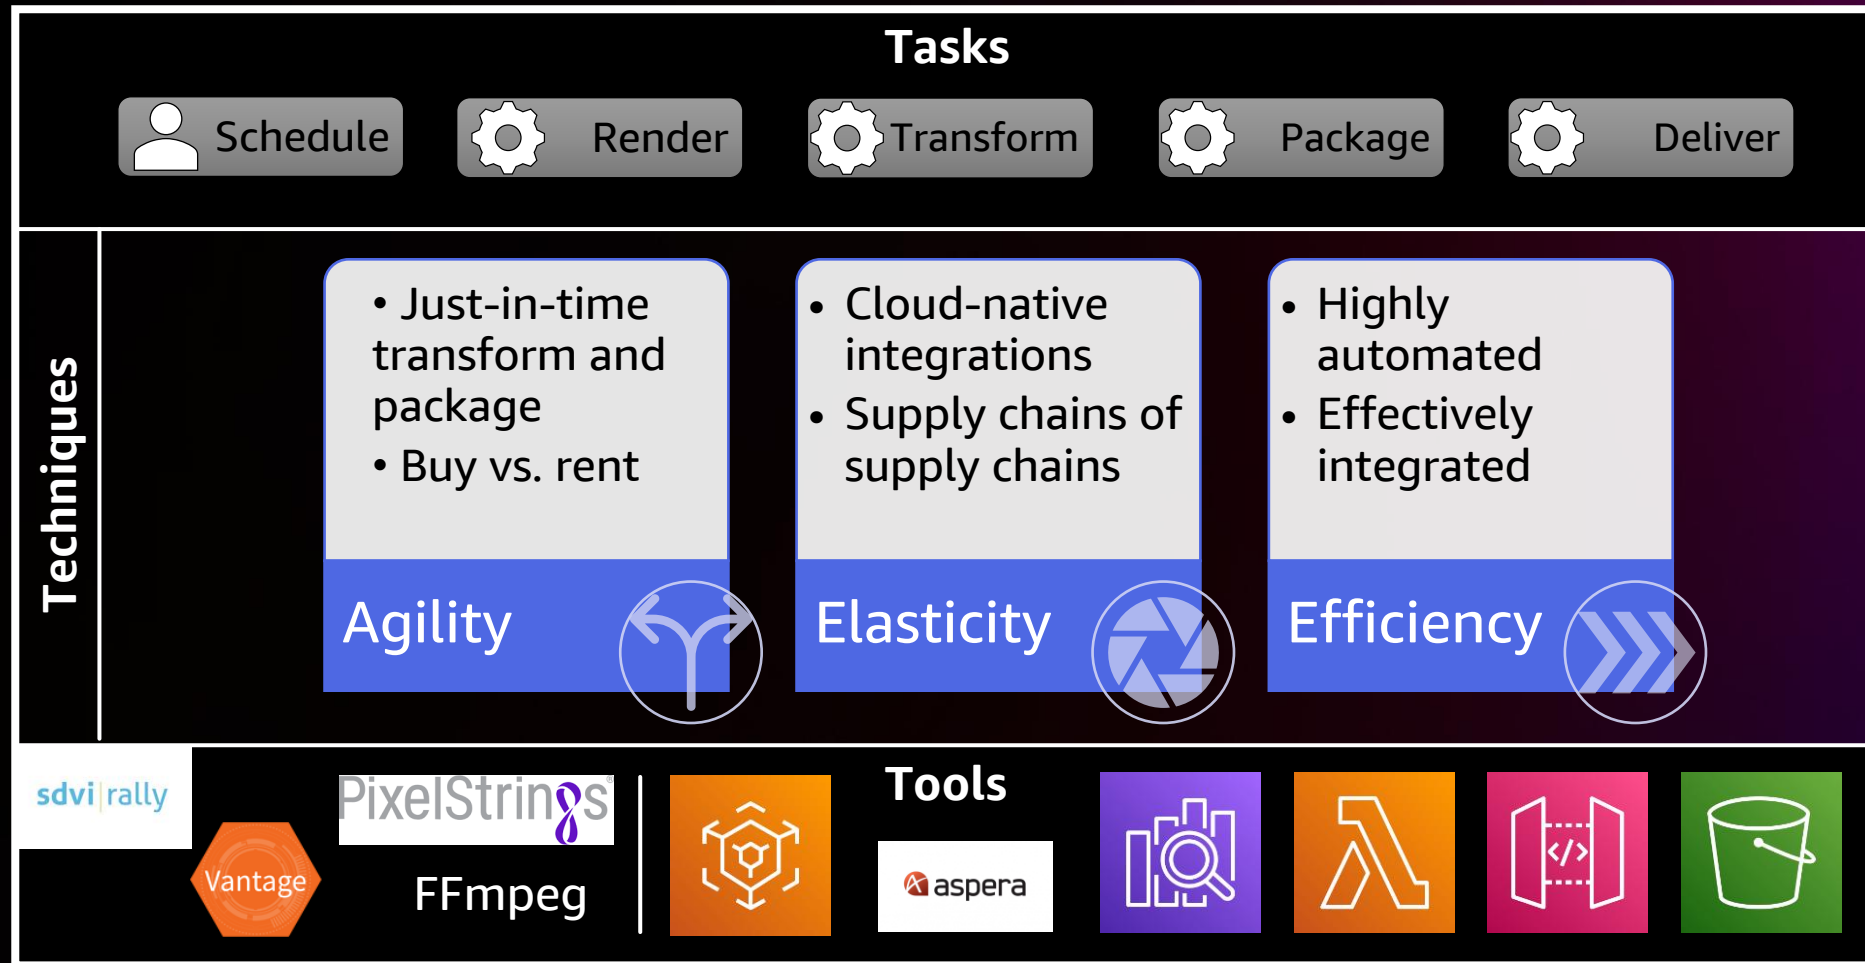 Tasks
Schedule
Render
Transform
Package
Deliver
Techniques
• Just-in-time
transform and
package
• Buy vs. rent
Agility
• Cloud-native
integrations
• Supply chains of
supply chains
Elasticity
• Highly
automated
• Effectively
integrated
Efficiency
Tools
sdvi|rally
Vantage
PixelStrings®
FFmpeg
aspera
</>